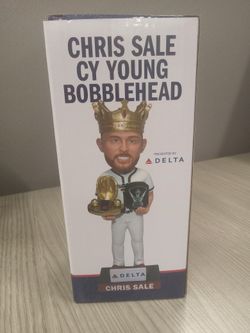 CHRIS SALE
CY YOUNG
BOBBLEHEAD
PRESENTED BY
DELTA
DELTA
CHRIS SALE